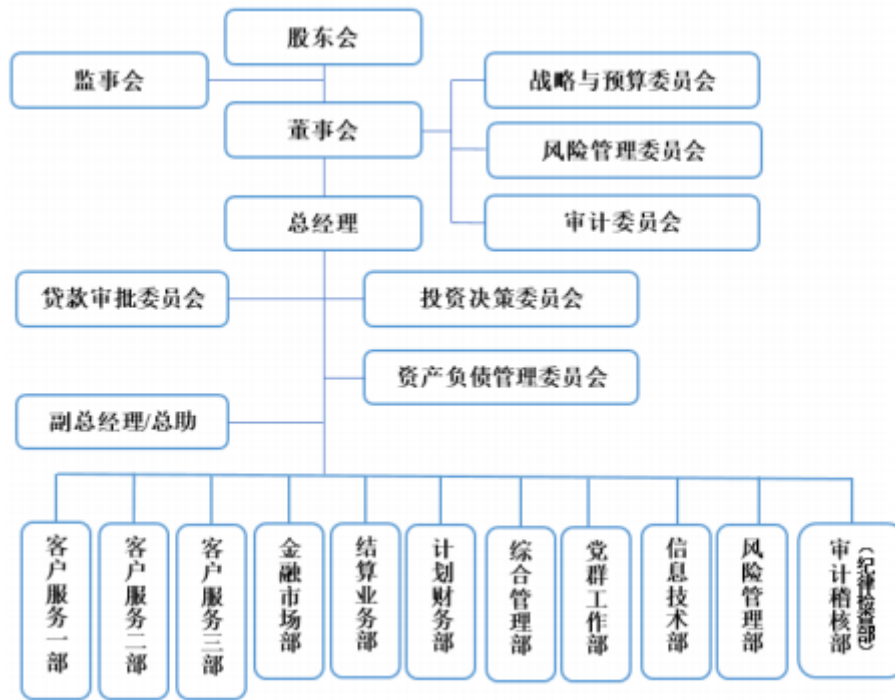 股东会
监事会
战略与预算委员会
董事会
风险管理委员会
总经理
审计委员会
贷款审批委员会
投资决策委员会
资产负债管理委员会
副总经理/总助
客户服务一部
客户服务二部
客户服务三部
金融市场部
结算业务部
计划财务部
综合管理部
党群工作部
信息技术部
风险管理部
审计稽核部
（纪律检查部）